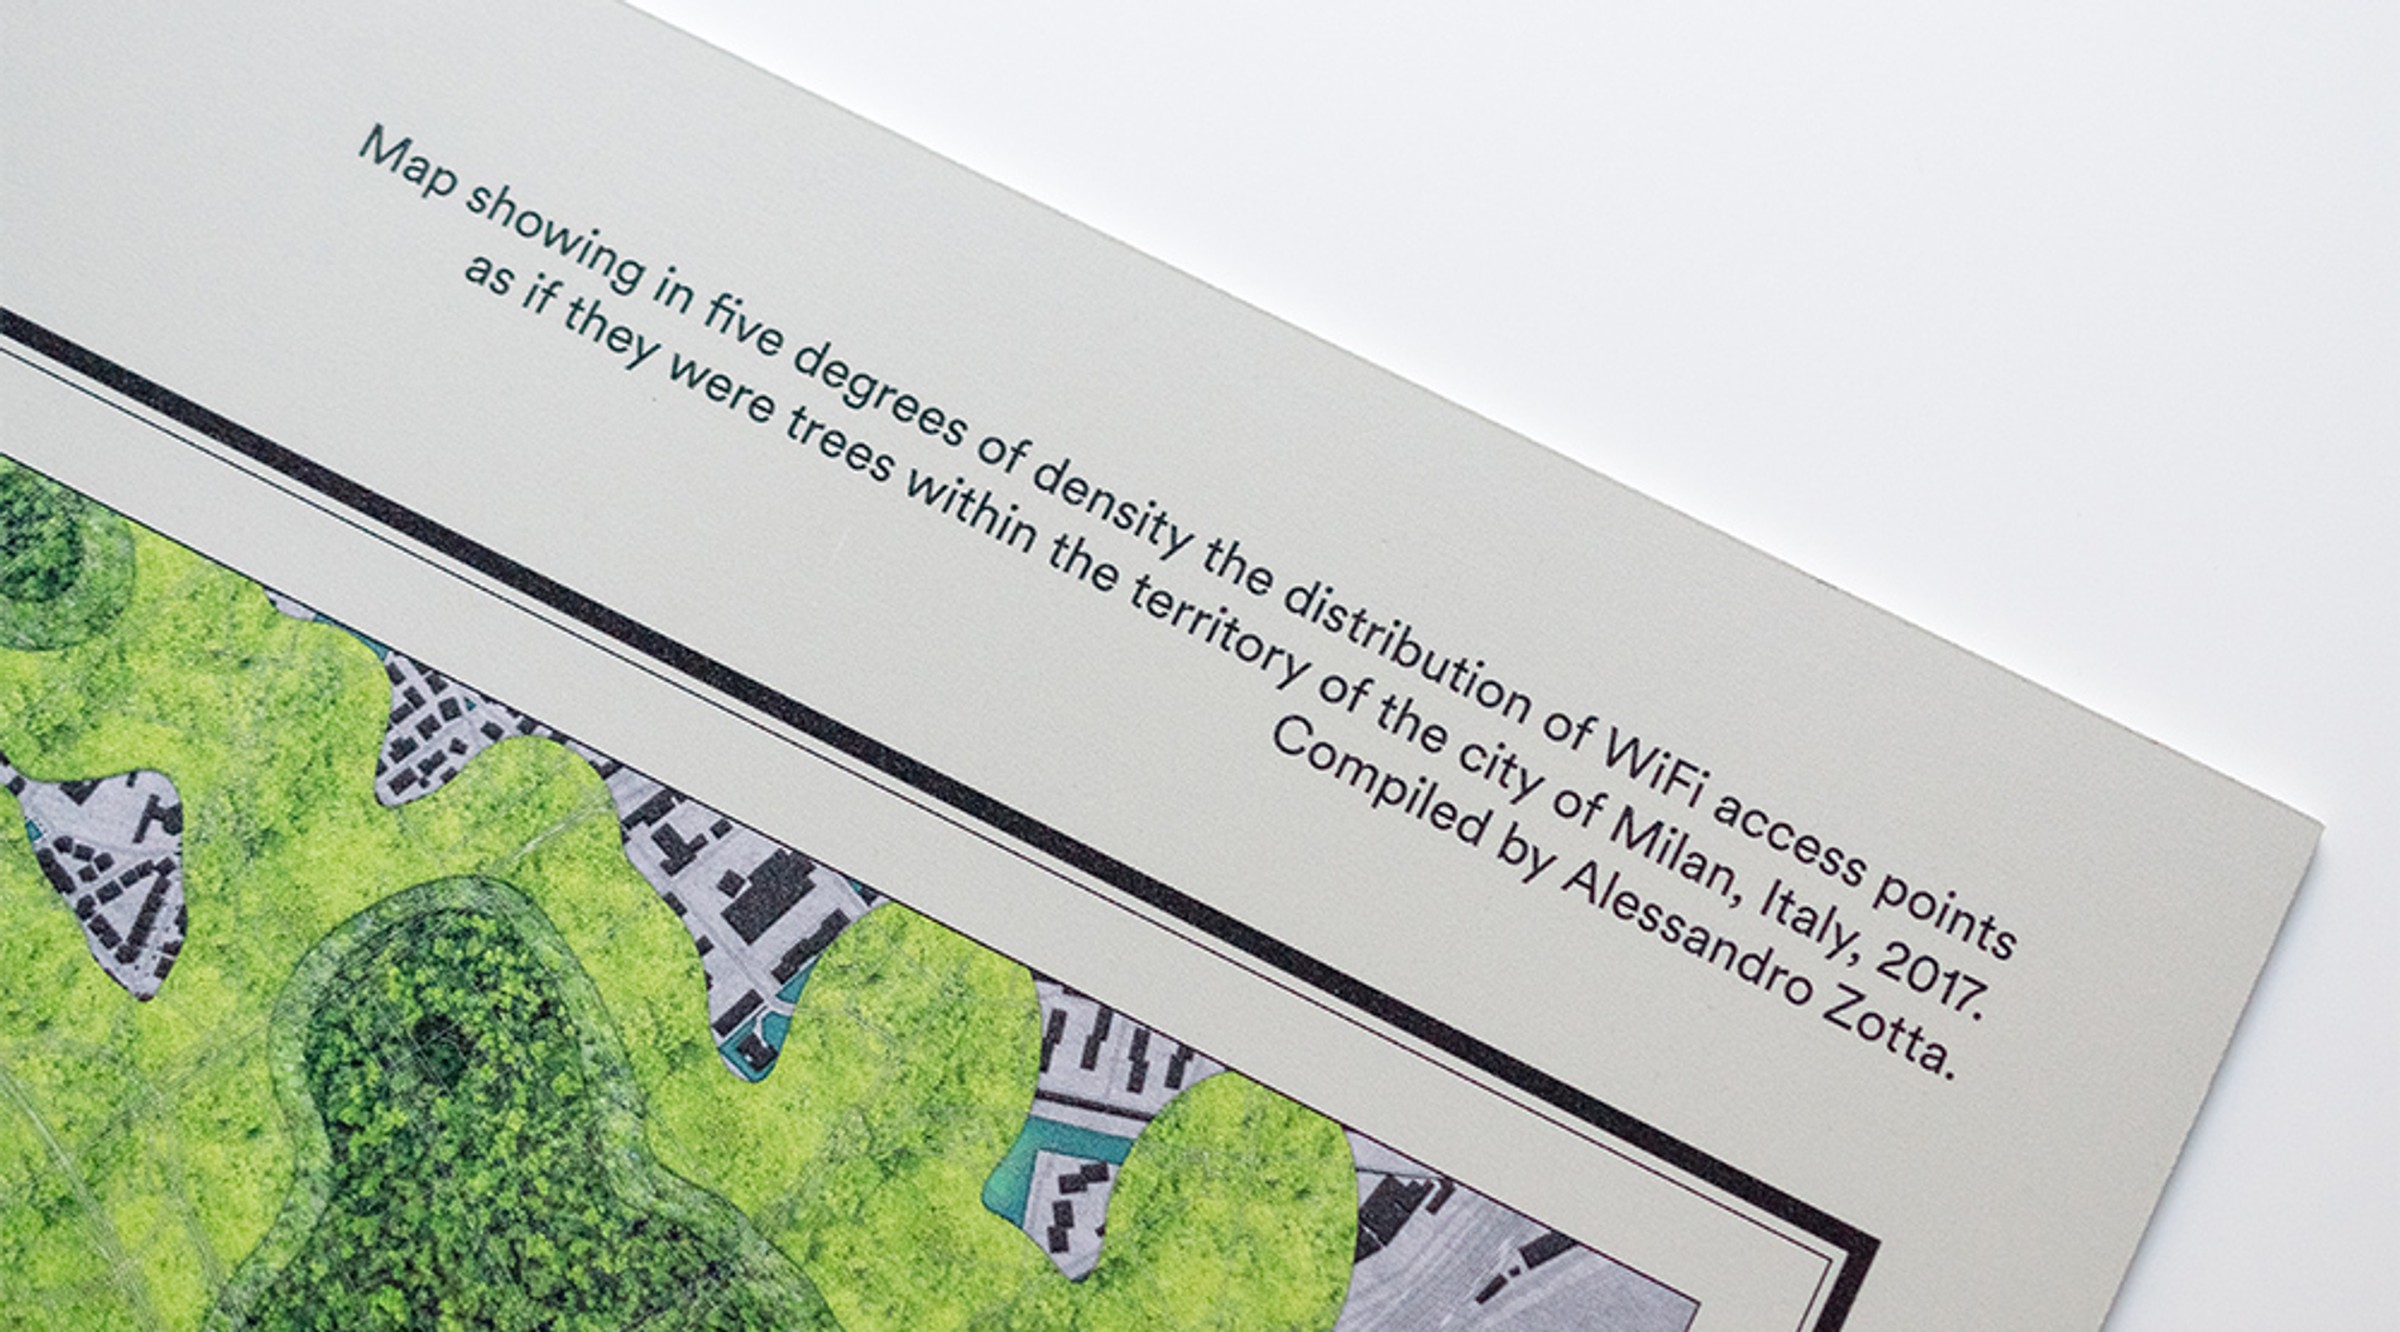 Map showing in five degrees of density the distribution of WiFi access points
as if they were trees within the territory of the city of Milan, Italy, 2017.
Compiled by Alessandro Zotta.